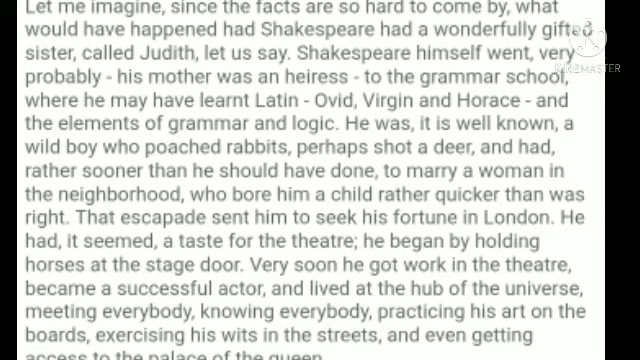 Let me imagine, since the facts are so hard to come by, what
would have happened had Shakespeare had a wonderfully gifted
sister, called Judith, let us say. Shakespeare himself went, very
probably - his mother was an heiress - to the grammar school,
where he may have learnt Latin - Ovid, Virgin and Horace - and
the elements of grammar and logic. He was, it is well known, a
wild boy who poached rabbits, perhaps shot a deer, and had,
rather sooner than he should have done, to marry a woman in
the neighborhood, who bore him a child rather quicker than was
right. That escapade sent him to seek his fortune in London. He
had, it seemed, a taste for the theatre; he began by holding
horses at the stage door. Very soon he got work in the theatre,
became a successful actor, and lived at the hub of the universe,
meeting everybody, knowing everybody, practicing his art on the
boards, exercising his wits in the streets, and even getting
access to the palace of the queen
KINEMASTER